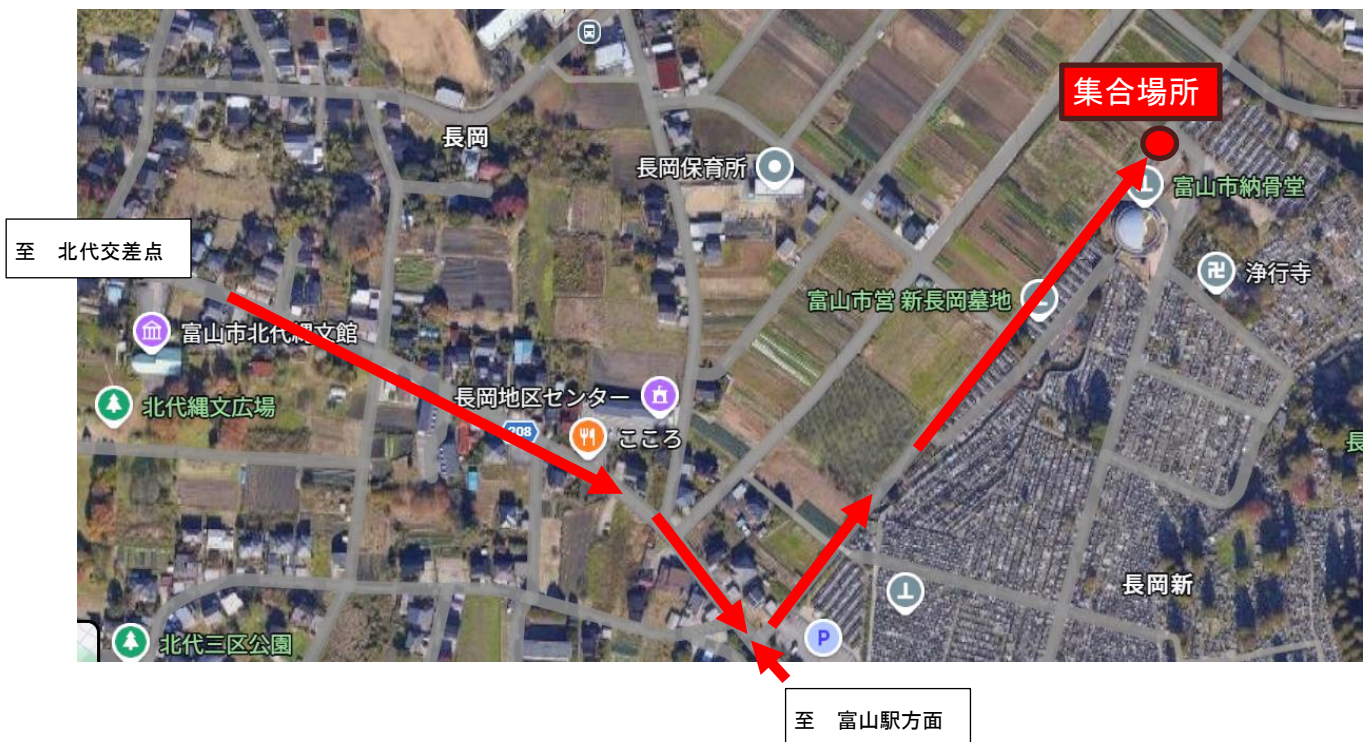 集合場所
長岡
長岡保育所
富山市納骨堂
至　北代交差点
浄行寺
富山市営 新長岡墓地
富山市北代縄文館
長岡地区センター
北代縄文広場
208
こころ
長
長岡新
北代三区公園
P
至　富山駅方面